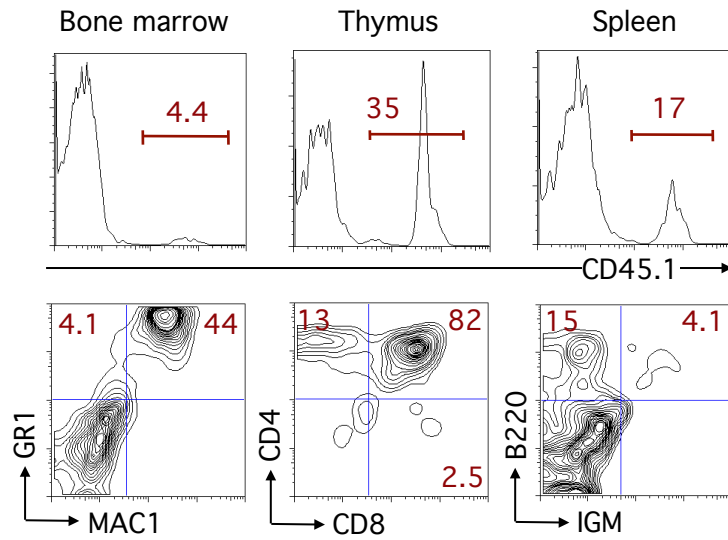 Bone marrow Thymus Spleen
4.4 35 17
CD45.1
4.1 44 13 82 15 4.1
GR1 CD4 B220
2.5
MAC1 CD8 IGM